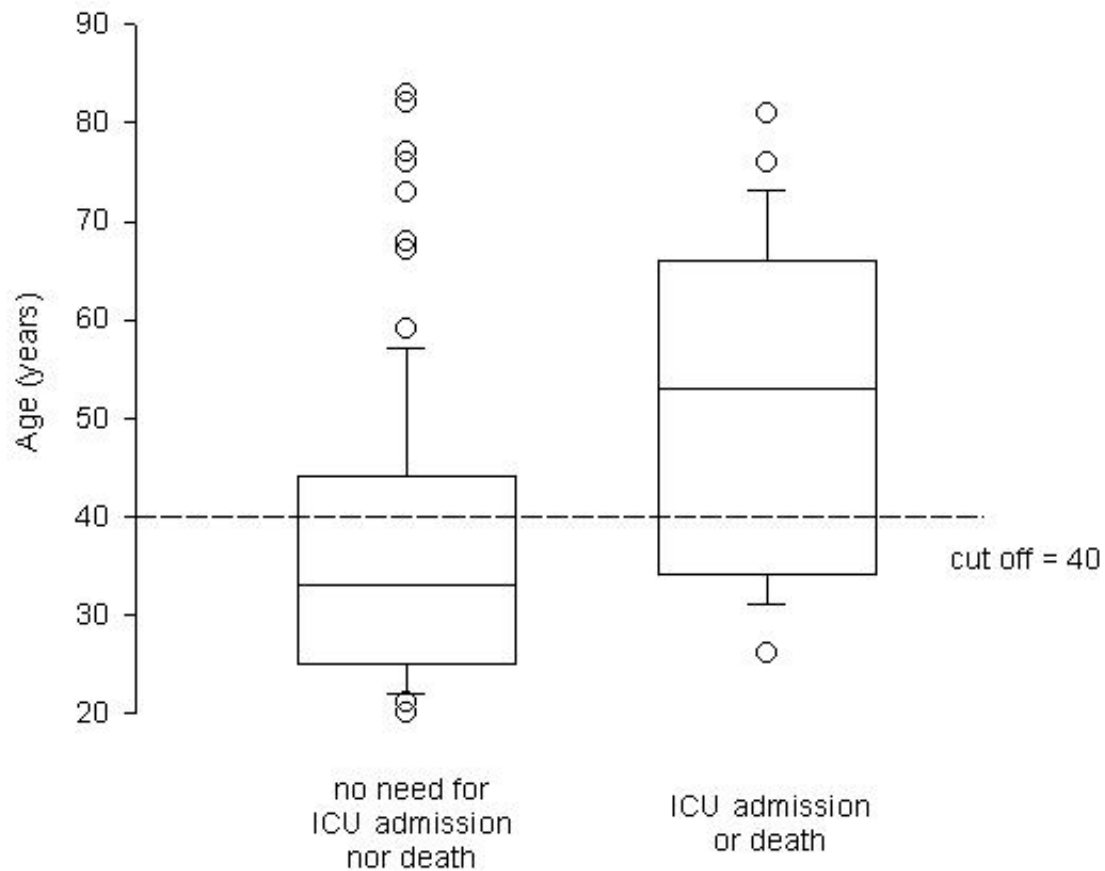 90
80
70
60
50
40
30
20
Age (years)
cut off = 40
no need for
ICU admission
nor death
ICU admission
or death